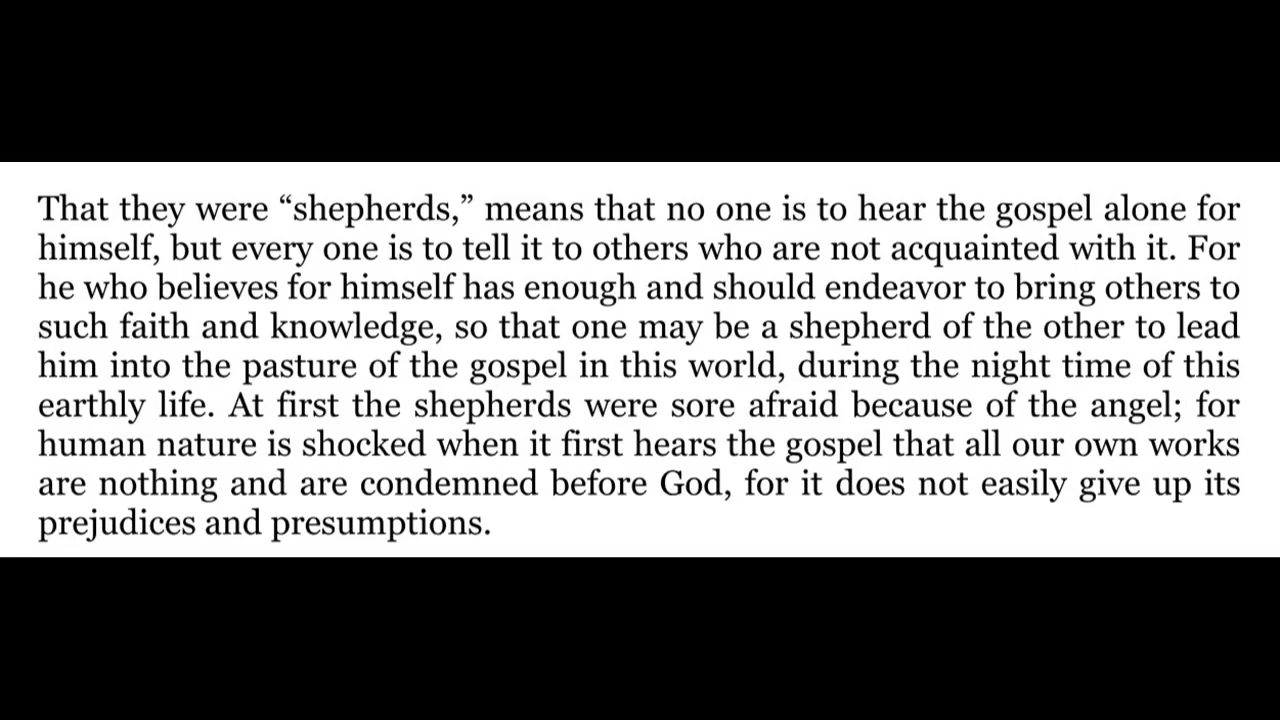 That they were “shepherds,” means that no one is to hear the gospel alone for
himself, but every one is to tell it to others who are not acquainted with it. For
he who believes for himself has enough and should endeavor to bring others to
such faith and knowledge, so that one may be a shepherd of the other to lead
him into the pasture of the gospel in this world, during the night time of this
earthly life. At first the shepherds were sore afraid because of the angel; for
human nature is shocked when it first hears the gospel that all our own works
are nothing and are condemned before God, for it does not easily give up its
prejudices and presumptions.